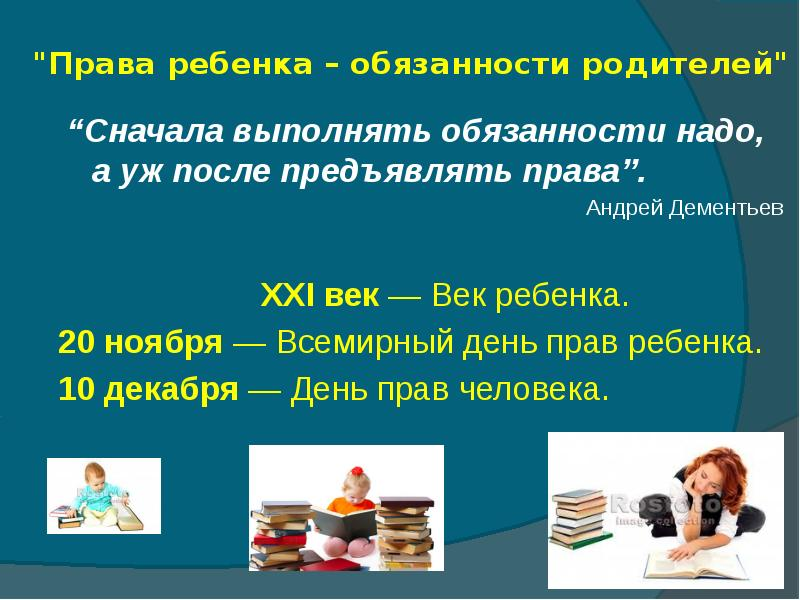 "Права ребенка – обязанности родителей"
“Сначала выполнять обязанности надо,
а уж после предъявлять права”.
Андрей Дементьев
XXI век — Век ребенка.
20 ноября — Всемирный день прав ребенка.
10 декабря — День прав человека.
Rosfoto
image collection